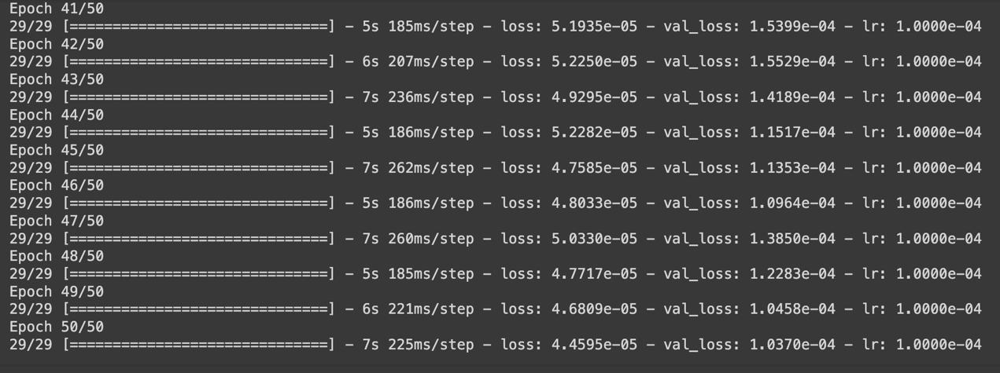 Epoch 41/50
29/29 [==============================] - 5s 185ms/step - loss: 5.1935e-05 - val_loss: 1.5399e-04 - lr: 1.0000e-04
Epoch 42/50
29/29 [==============================] - 6s 207ms/step - loss: 5.2250e-05 - val_loss: 1.5529e-04 - lr: 1.0000e-04
Epoch 43/50
29/29 [==============================] - 7s 236ms/step - loss: 4.9295e-05 - val_loss: 1.4189e-04 - lr: 1.0000e-04
Epoch 44/50
29/29 [==============================] - 5s 186ms/step - loss: 5.2282e-05 - val_loss: 1.1517e-04 - lr: 1.0000e-04
Epoch 45/50
29/29 [==============================] - 7s 262ms/step - loss: 4.7585e-05 - val_loss: 1.1353e-04 - lr: 1.0000e-04
Epoch 46/50
29/29 [==============================] - 5s 186ms/step - loss: 4.8033e-05 - val_loss: 1.0964e-04 - lr: 1.0000e-04
Epoch 47/50
29/29 [==============================] - 7s 260ms/step - loss: 5.0330e-05 - val_loss: 1.3850e-04 - lr: 1.0000e-04
Epoch 48/50
29/29 [==============================] - 5s 185ms/step - loss: 4.7717e-05 - val_loss: 1.2283e-04 - lr: 1.0000e-04
Epoch 49/50
29/29 [==============================] - 6s 221ms/step - loss: 4.6809e-05 - val_loss: 1.0458e-04 - lr: 1.0000e-04
Epoch 50/50
29/29 [==============================] - 7s 225ms/step - loss: 4.4595e-05 - val_loss: 1.0370e-04 - lr: 1.0000e-04